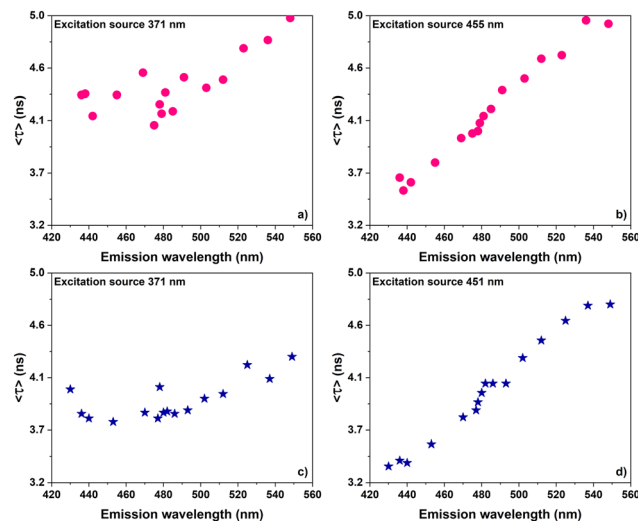 Excitation source 371 nm
5.0
4.6
4.1
3.7
3.2
<τ> (ns)
a)
420 440 460 480 500 520 540 560
Emission wavelength (nm)
Excitation source 455 nm
5.0
4.6
4.1
3.7
3.2
<τ> (ns)
b)
420 440 460 480 500 520 540 560
Emission wavelength (nm)
Excitation source 371 nm
5.0
4.6
4.1
3.7
3.2
<τ> (ns)
c)
420 440 460 480 500 520 540 560
Emission wavelength (nm)
Excitation source 451 nm
5.0
4.6
4.1
3.7
3.2
<τ> (ns)
d)
420 440 460 480 500 520 540 560
Emission wavelength (nm)